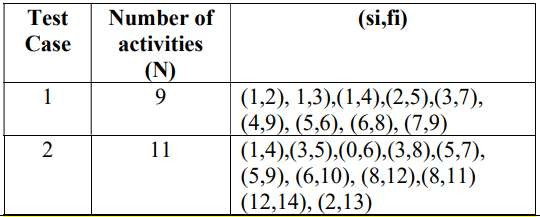 Test Case
Number of activities (N)
(si,fi)
1
9
(1,2), 1,3),(1,4),(2,5),(3,7),
(4,9), (5,6), (6,8), (7,9)
2
11
(1,4),(3,5),(0,6),(3,8),(5,7),
(5,9), (6,10), (8,12),(8,11)
(12,14), (2,13)